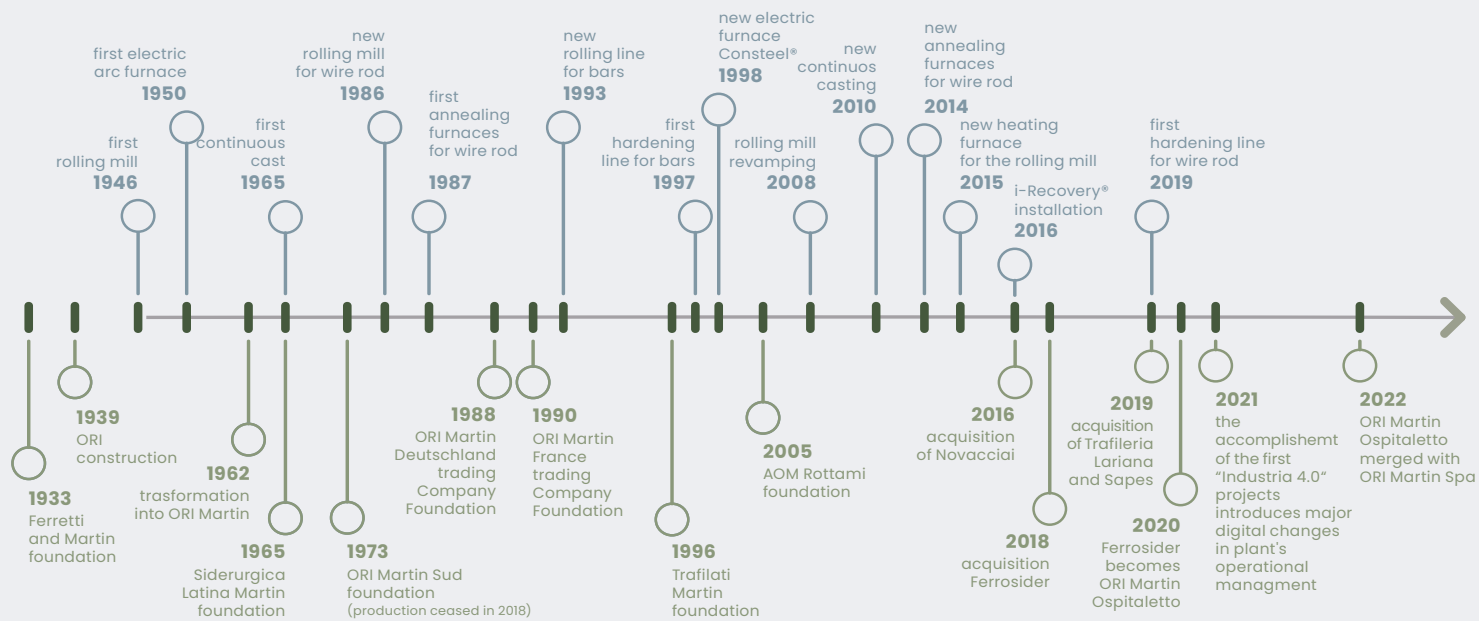 first
rolling mill
1946
first electric
arc furnace
1950
first
continuous
cast
1965
new
rolling mill
for wire rod
1986
first
annealing
furnaces
for wire rod
1987
new
rolling line
for bars
1993
first
hardening
line for bars
1997
new electric
furnace
Consteel®
1998
rolling mill
revamping
2008
new
continuos
casting
2010
new
annealing
furnaces
for wire rod
2014
new heating
furnace
for the rolling mill
2015
i-Recovery®
installation
2016
first
hardening line
for wire rod
2019
1933
Ferretti
and Martin
foundation
1939
ORI
construction
1962
trasformation
into ORI Martin
1965
Siderurgica
Latina Martin
foundation
1973
ORI Martin Sud
foundation
(production ceased in 2018)
1988
ORI Martin
Deutschland
trading
Company
Foundation
1990
ORI Martin
France
trading
Company
Foundation
1996
Trafilati
Martin
foundation
2005
AOM Rottami
foundation
2016
acquisition
of Novacciai
2018
acquisition
Ferrosider
2019
acquisition
of Trafileria
Lariana
and Sapes
2020
Ferrosider
becomes
ORI Martin
Ospitaletto
2021
the
accomplishemt
of the first
“Industria 4.0“
projects
introduces major
digital changes
in plant's
operational
managment
2022
ORI Martin
Ospitaletto
merged with
ORI Martin Spa